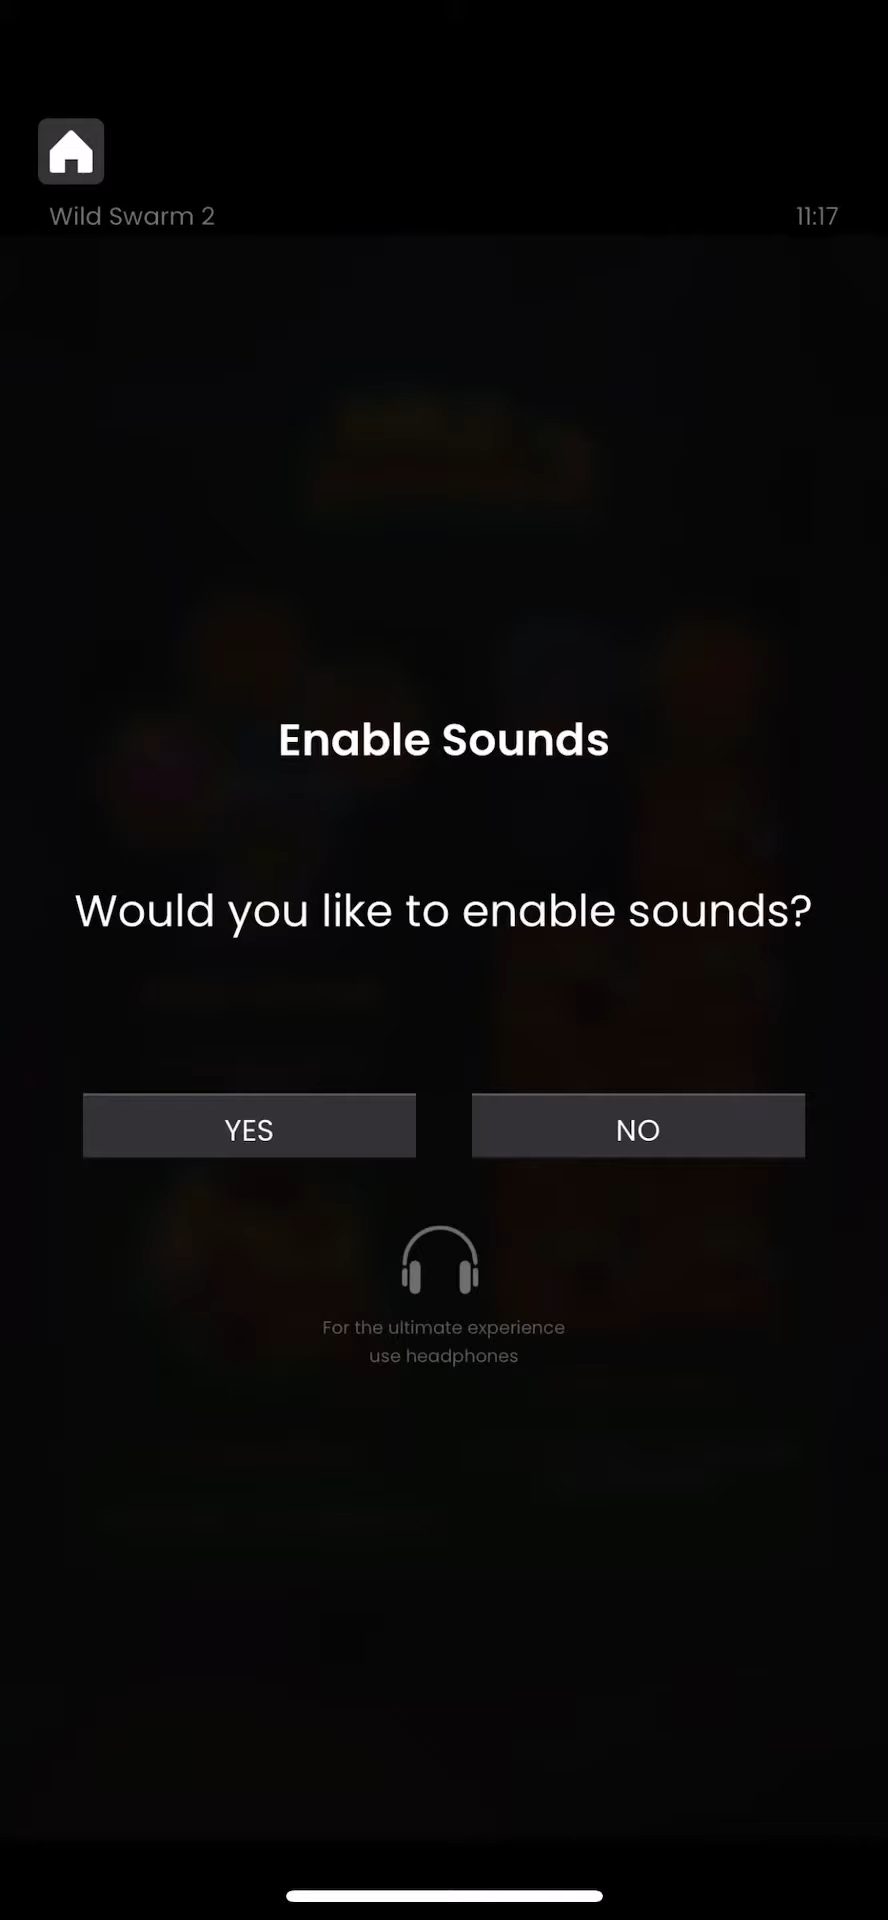 Wild Swarm 2
11:17
Enable Sounds
Would you like to enable sounds?
YES
NO
For the ultimate experience
use headphones